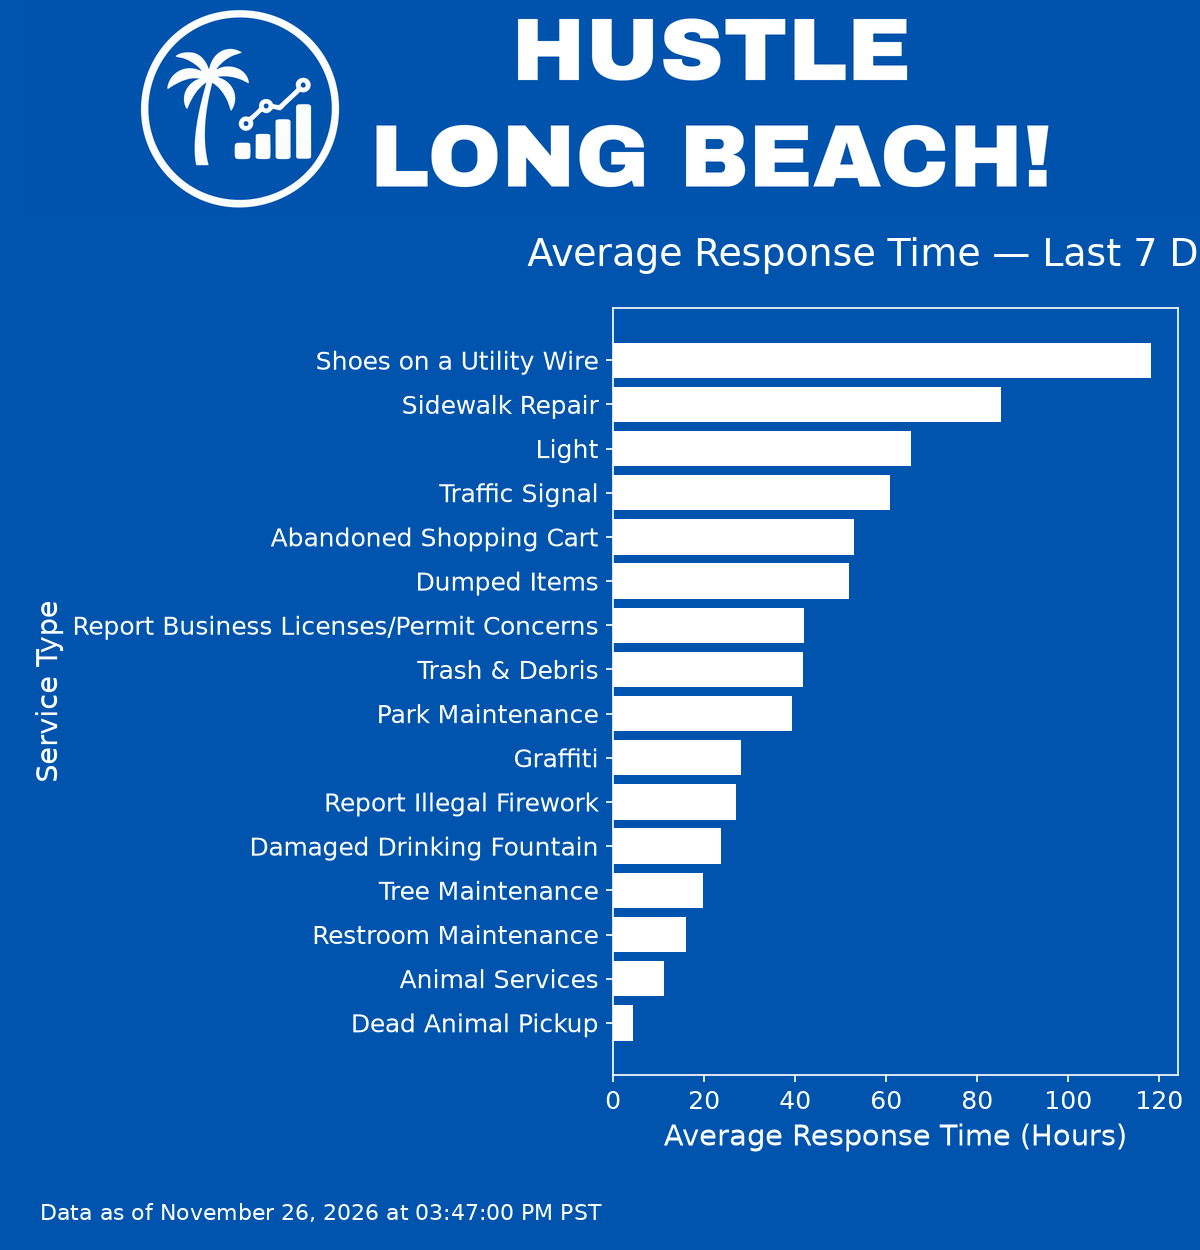 HUSTLE
LONG BEACH!
Average Response Time — Last 7 D
Shoes on a Utility Wire
Sidewalk Repair
Light
Traffic Signal
Abandoned Shopping Cart
Dumped Items
Report Business Licenses/Permit Concerns
Trash & Debris
Park Maintenance
Graffiti
Report Illegal Firework
Damaged Drinking Fountain
Tree Maintenance
Restroom Maintenance
Animal Services
Dead Animal Pickup
Service Type
0 20 40 60 80 100 120
Average Response Time (Hours)
Data as of November 26, 2026 at 03:47:00 PM PST